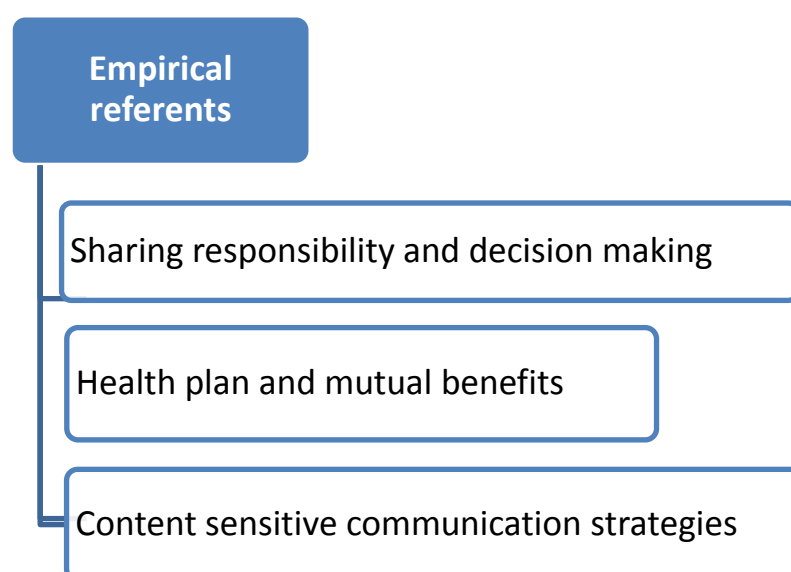 Empirical
referents
Sharing responsibility and decision making
Health plan and mutual benefits
Content sensitive communication strategies